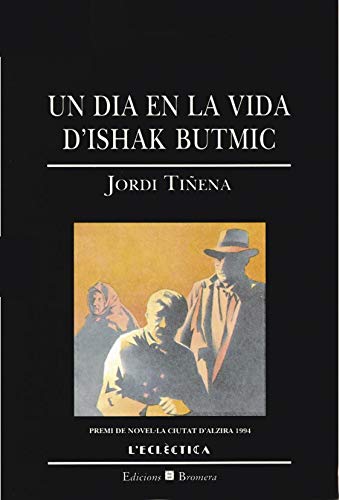 UN DIA EN LA VIDA
D'ISHAK BUTMIC
JORDI TIÑENA
PREMI DE NOVEL·LA CIUTAT D'ALZIRA 1994
L'ECLÈCTICA
Edicions Bromera